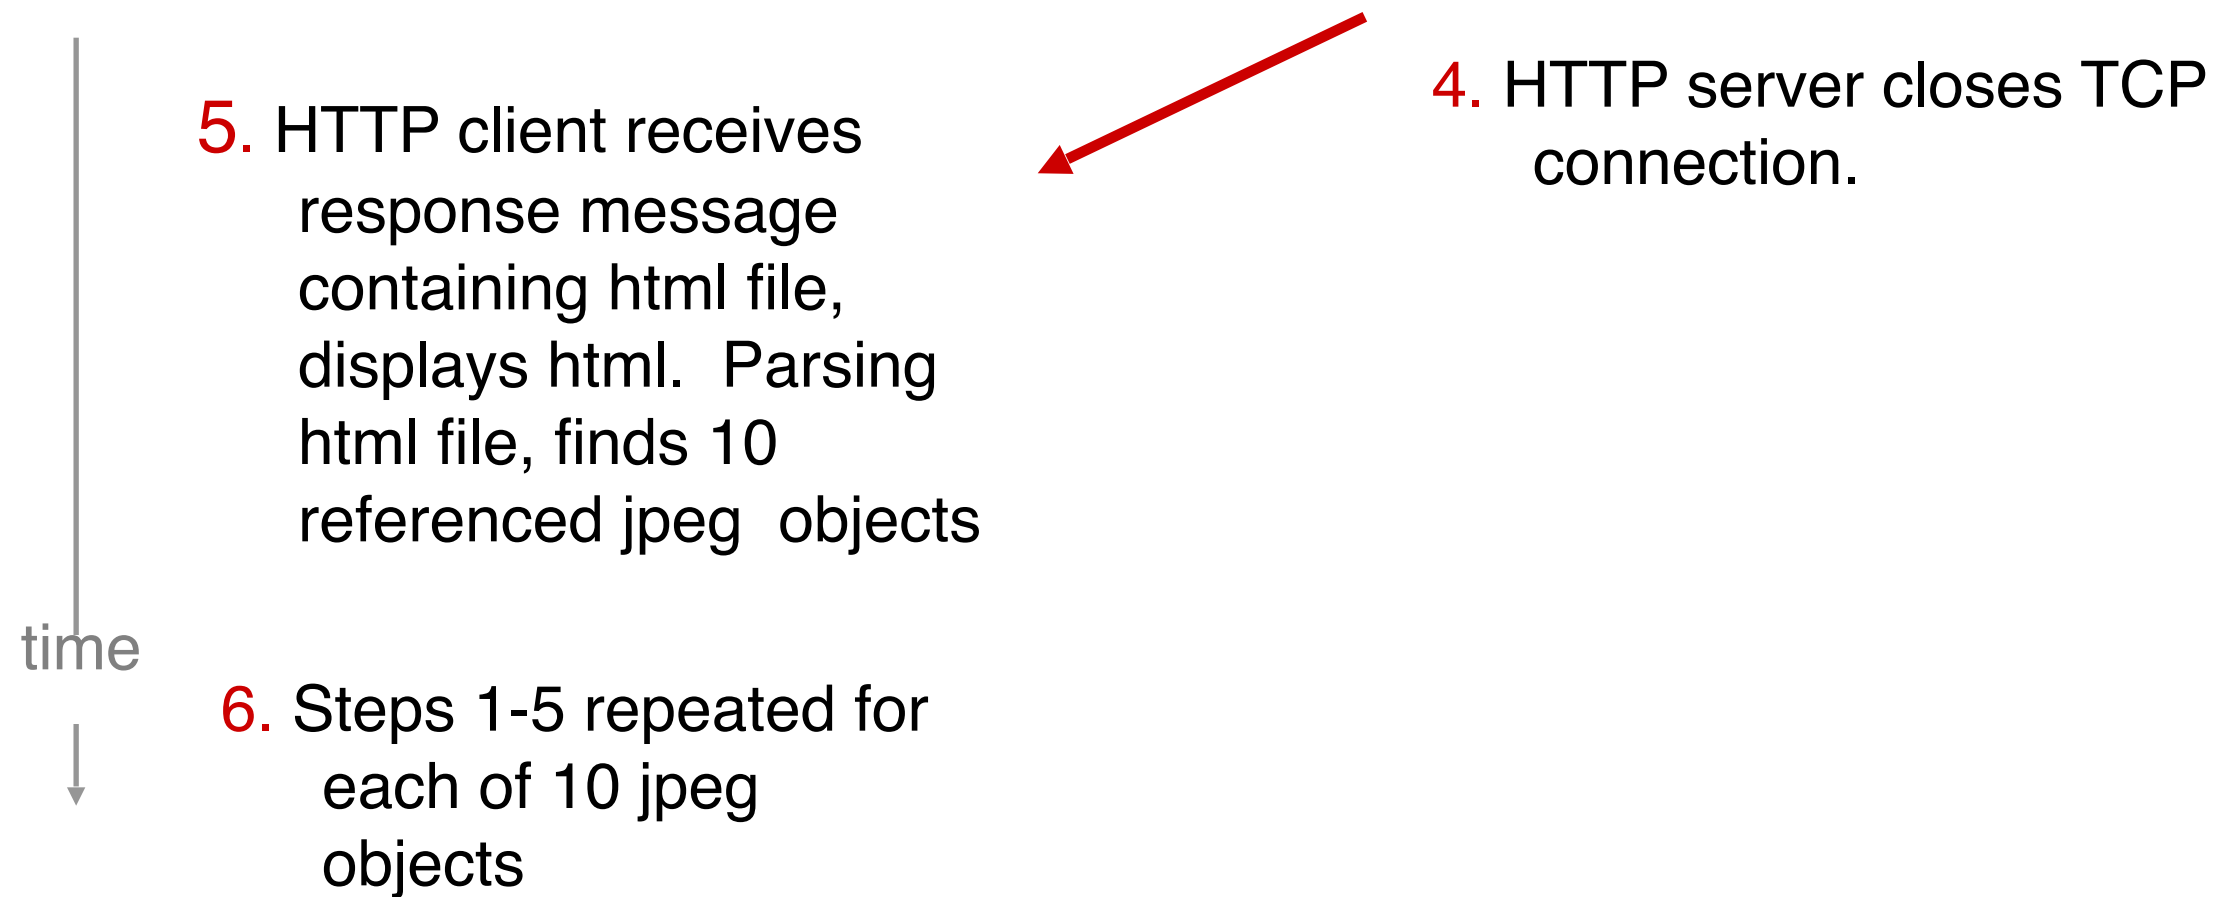 4. HTTP server closes TCP
connection.
5. HTTP client receives
response message
containing html file,
displays html.  Parsing
html file, finds 10
referenced jpeg  objects
time
6. Steps 1-5 repeated for
each of 10 jpeg
objects